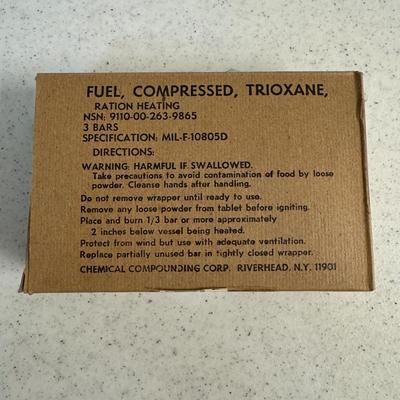 FUEL, COMPRESSED, TRIOXANE,
RATION HEATING
NSN: 9110-00-263-9865
3 BARS
SPECIFICATION: MIL-F-10805D
DIRECTIONS:
WARNING: HARMFUL IF SWALLOWED.
Take precautions to avoid contamination of food by loose
powder. Cleanse hands after handling.
Do not remove wrapper until ready to use.
Remove any loose powder from tablet before igniting.
Place and burn 1/3 bar or more approximately
2 inches below vessel being heated.
Protect from wind but use with adequate ventilation.
Replace partially unused bar in tightly closed wrapper.
CHEMICAL COMPOUNDING CORP. RIVERHEAD, N.Y. 11901